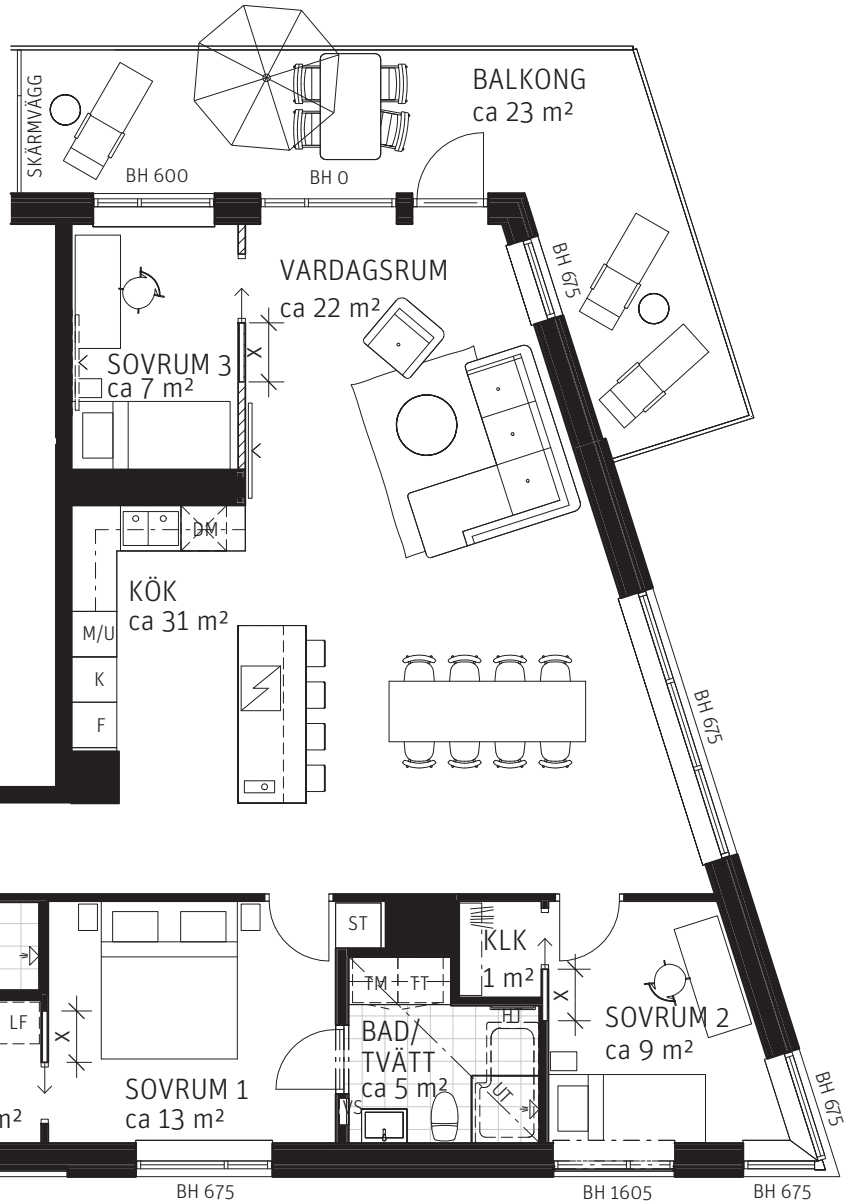 BALKONG
ca 23 m²
SKÄRMVÄGG
BH 600
BH 0
BH 675
VARDAGSRUM
ca 22 m²
X
SOVRUM 3
ca 7 m²
DM
KÖK
ca 31 m²
M/U
K
F
BH 675
ST
KLK
1 m²
TM
TT
LF
X
X
BAD/
TVÄTT
ca 5 m²
SOVRUM 2
ca 9 m²
SOVRUM 1
ca 13 m²
VS
UT
m²
BH 675
BH 675
BH 1605
BH 675